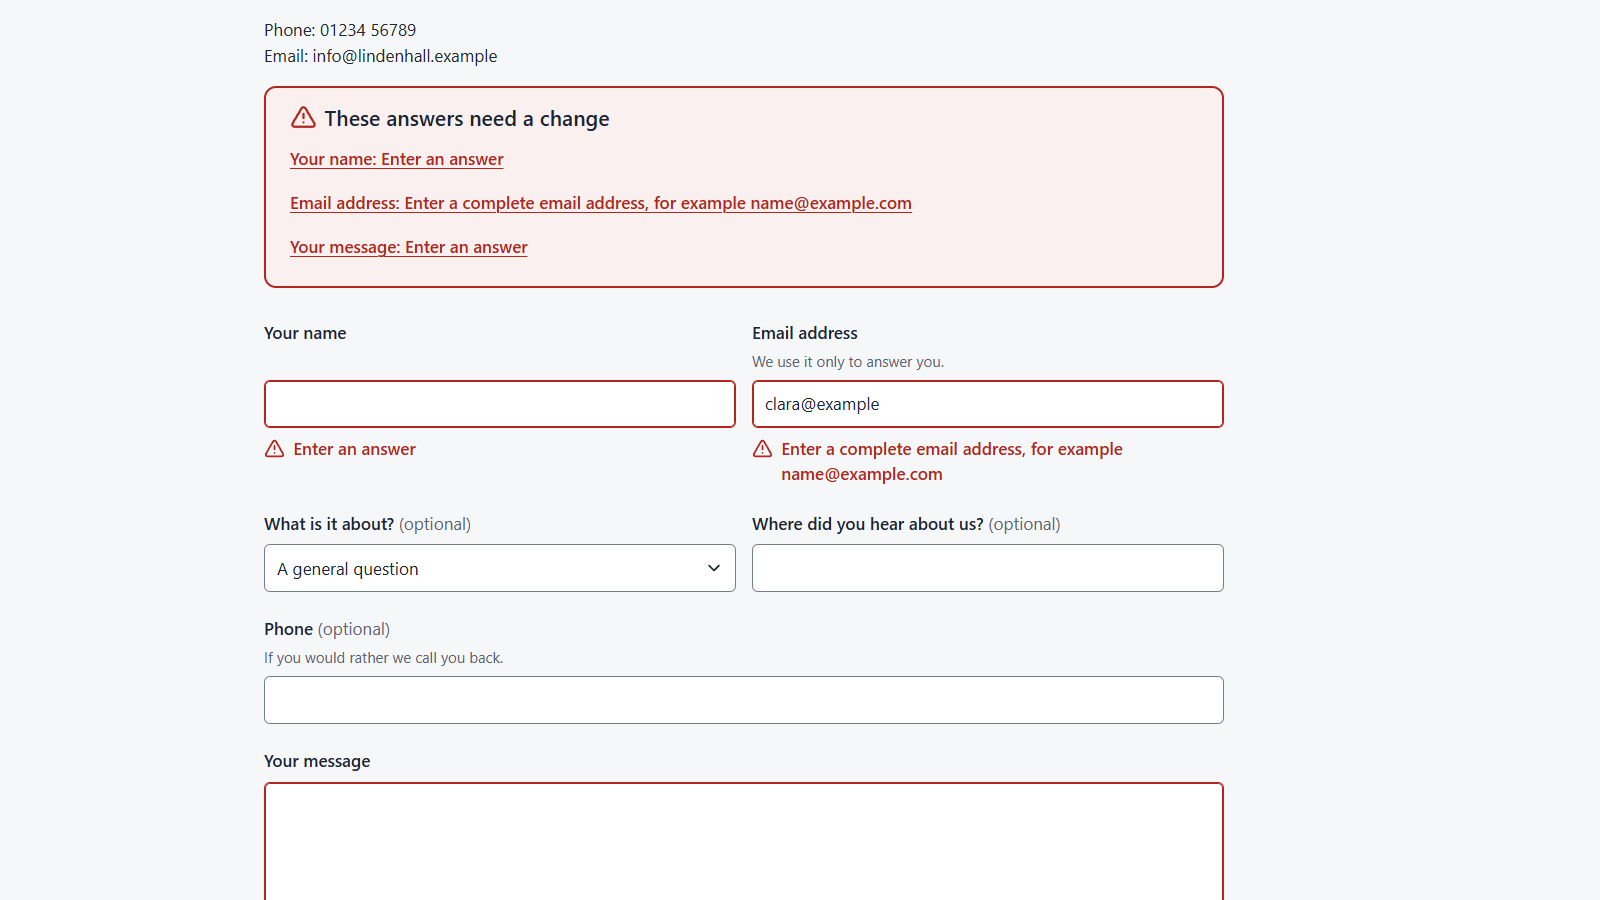 Phone: 01234 56789
Email: info@lindenhall.example
These answers need a change
Your name: Enter an answer
Email address: Enter a complete email address, for example name@example.com
Your message: Enter an answer
Your name
Email address
We use it only to answer you.
clara@example
Enter an answer
Enter a complete email address, for example
name@example.com
What is it about? (optional)
Where did you hear about us? (optional)
A general question
Phone (optional)
If you would rather we call you back.
Your message